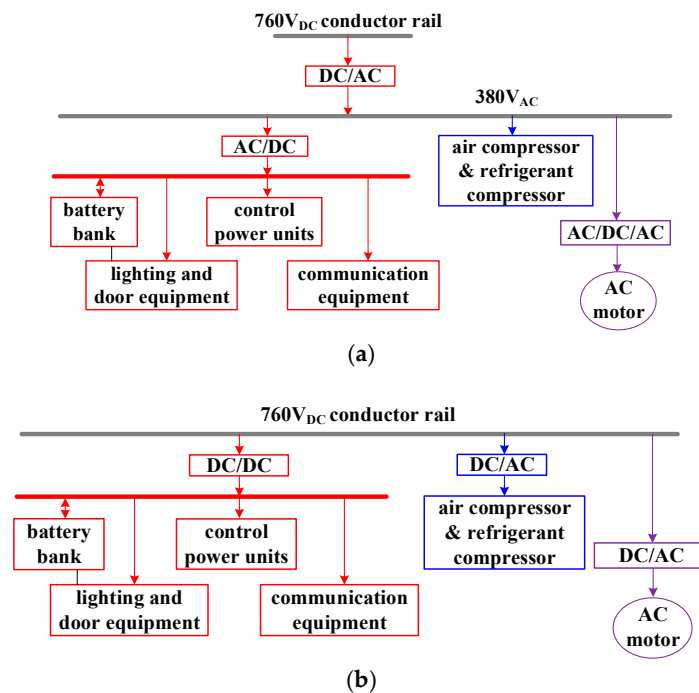 760VDC conductor rail
DC/AC
380VAC
AC/DC
air compressor
& refrigerant
compressor
battery
bank
control
power units
AC/DC/AC
lighting and
door equipment
communication
equipment
AC
motor
(a)
760VDC conductor rail
DC/DC
DC/AC
battery
bank
control
power units
air compressor
& refrigerant
compressor
DC/AC
lighting and
door equipment
communication
equipment
AC
motor
(b)